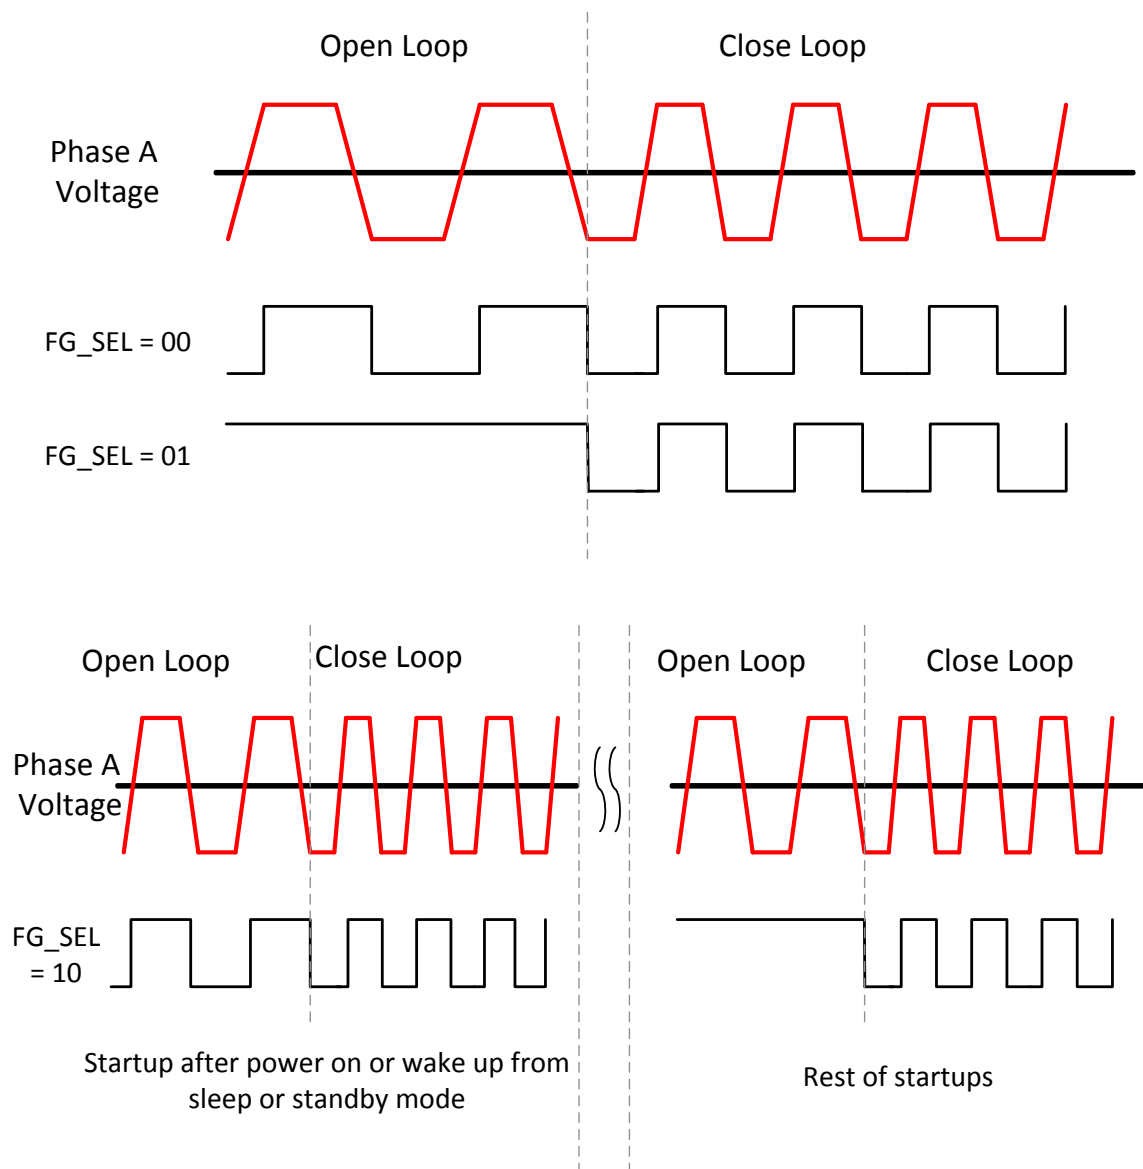 Open Loop
Close Loop
Phase A
Voltage
FG_SEL = 00
FG_SEL = 01
Open Loop
Close Loop
Open Loop
Close Loop
Phase A
Voltage
FG_SEL
= 10
Startup after power on or wake up from
sleep or standby mode
Rest of startups